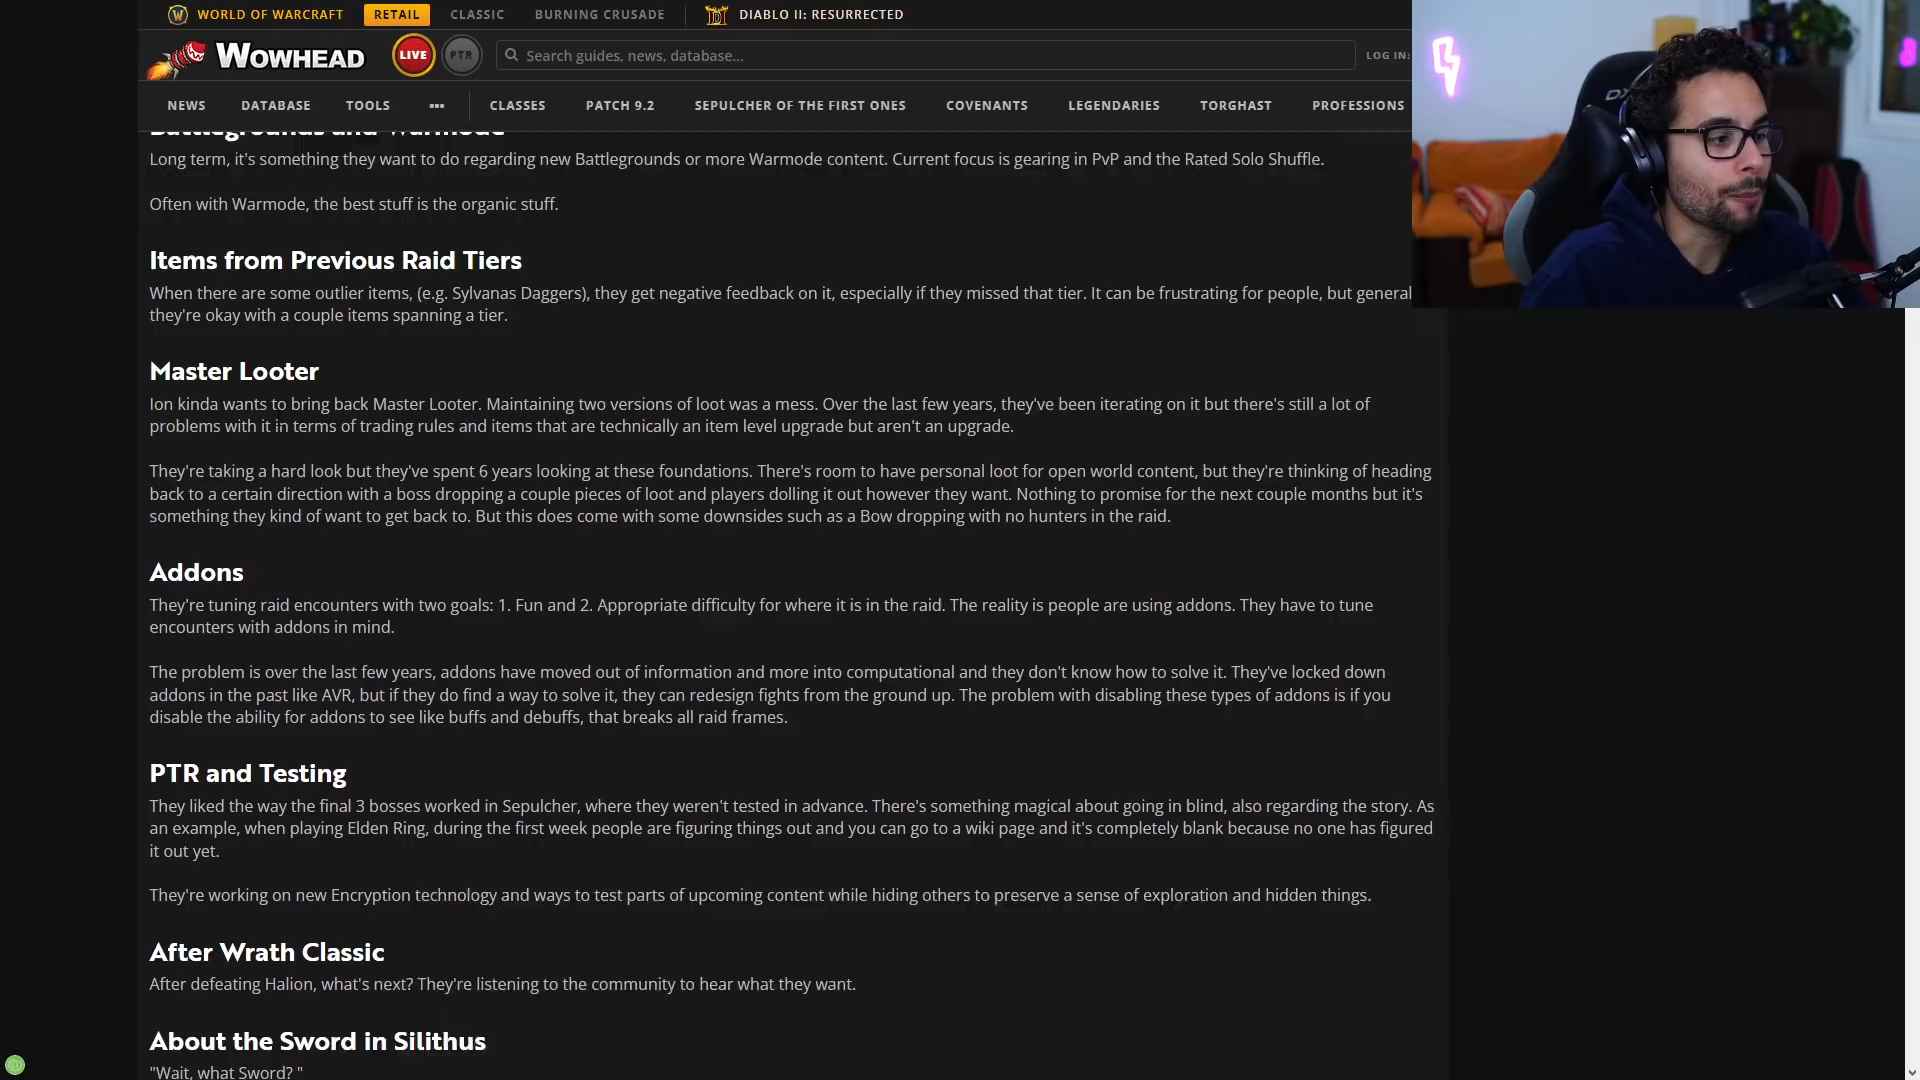 WORLD OF WARCRAFT RETAIL CLASSIC BURNING CRUSADE DIABLO II: RESURRECTED
WOWHEAD LIVE PTR Search guides, news, database... LOG IN
NEWS DATABASE TOOLS ••• CLASSES PATCH 9.2 SEPULCHER OF THE FIRST ONES COVENANTS LEGENDARIES TORGHAST PROFESSIONS
Battlegrounds and Warmode
Long term, it's something they want to do regarding new Battlegrounds or more Warmode content. Current focus is gearing in PvP and the Rated Solo Shuffle.
Often with Warmode, the best stuff is the organic stuff.
Items from Previous Raid Tiers
When there are some outlier items, (e.g. Sylvanas Daggers), they get negative feedback on it, especially if they missed that tier. It can be frustrating for people, but general
they're okay with a couple items spanning a tier.
Master Looter
Ion kinda wants to bring back Master Looter. Maintaining two versions of loot was a mess. Over the last few years, they've been iterating on it but there's still a lot of
problems with it in terms of trading rules and items that are technically an item level upgrade but aren't an upgrade.
They're taking a hard look but they've spent 6 years looking at these foundations. There's room to have personal loot for open world content, but they're thinking of heading
back to a certain direction with a boss dropping a couple pieces of loot and players dolling it out however they want. Nothing to promise for the next couple months but it's
something they kind of want to get back to. But this does come with some downsides such as a Bow dropping with no hunters in the raid.
Addons
They're tuning raid encounters with two goals: 1. Fun and 2. Appropriate difficulty for where it is in the raid. The reality is people are using addons. They have to tune
encounters with addons in mind.
The problem is over the last few years, addons have moved out of information and more into computational and they don't know how to solve it. They've locked down
addons in the past like AVR, but if they do find a way to solve it, they can redesign fights from the ground up. The problem with disabling these types of addons is if you
disable the ability for addons to see like buffs and debuffs, that breaks all raid frames.
PTR and Testing
They liked the way the final 3 bosses worked in Sepulcher, where they weren't tested in advance. There's something magical about going in blind, also regarding the story. As
an example, when playing Elden Ring, during the first week people are figuring things out and you can go to a wiki page and it's completely blank because no one has figured
it out yet.
They're working on new Encryption technology and ways to test parts of upcoming content while hiding others to preserve a sense of exploration and hidden things.
After Wrath Classic
After defeating Halion, what's next? They're listening to the community to hear what they want.
About the Sword in Silithus
"Wait, what Sword? "